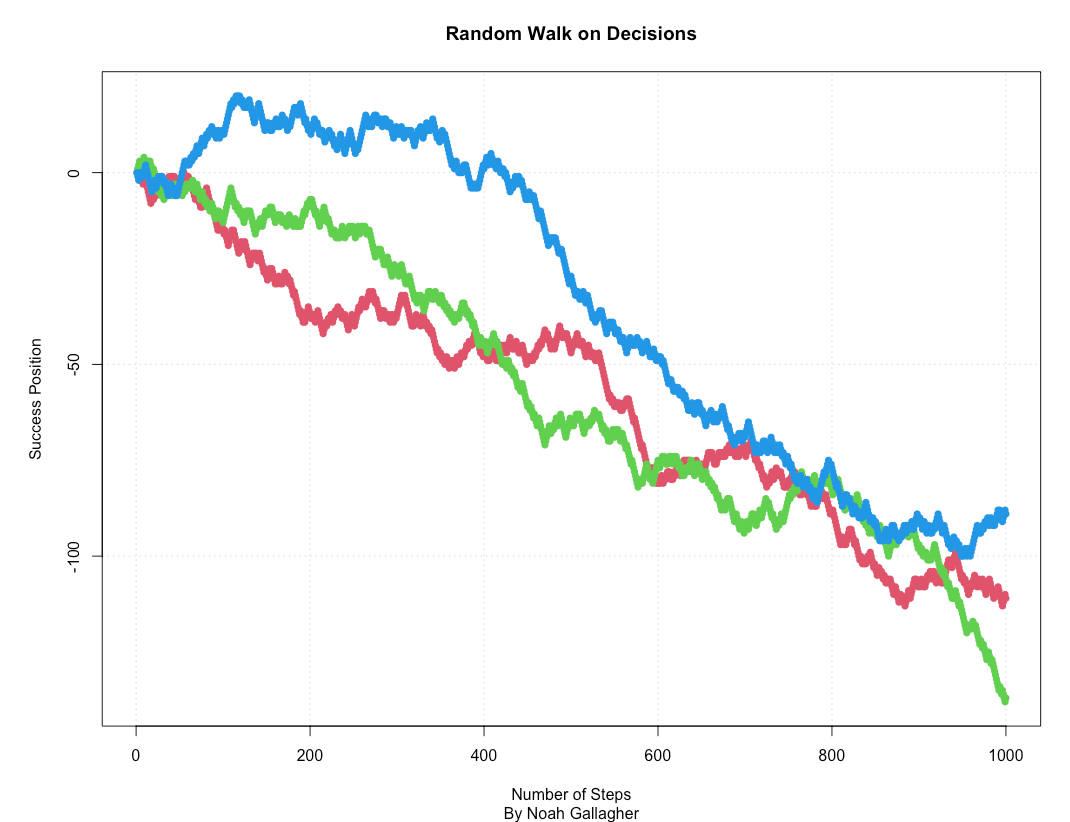 Random Walk on Decisions
Success Position
0
-50
-100
0 200 400 600 800 1000
Number of Steps
By Noah Gallagher